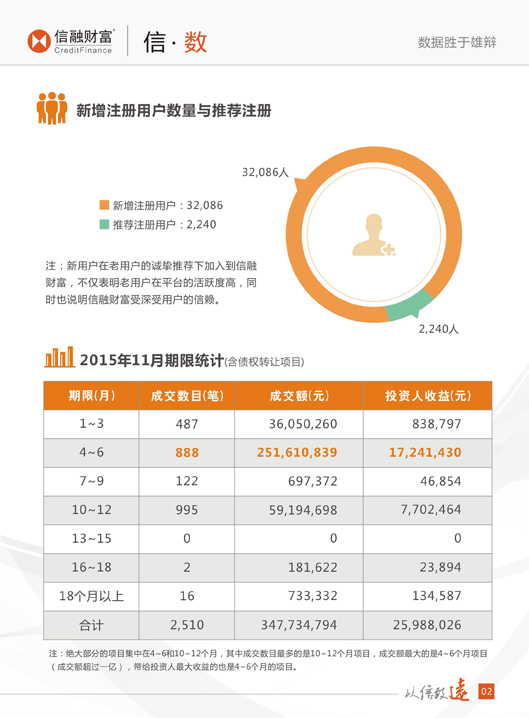 信融财富®
CreditFinance
信·数
数据胜于雄辩
新增注册用户数量与推荐注册
32,086人
新增注册用户：32,086
推荐注册用户：2,240
注：新用户在老用户的诚挚推荐下加入到信融
财富，不仅表明老用户在平台的活跃度高，同
时也说明信融财富受深受用户的信赖。
2,240人
2015年11月期限统计(含债权转让项目)
期限(月) 成交数目(笔) 成交额(元) 投资人收益(元)
1~3 487 36,050,260 838,797
4~6 888 251,610,839 17,241,430
7~9 122 697,372 46,854
10~12 995 59,194,698 7,702,464
13~15 0 0 0
16~18 2 181,622 23,894
18个月以上 16 733,332 134,587
合计 2,510 347,734,794 25,988,026
注：绝大部分的项目集中在4~6和10~12个月，其中成交数目最多的是10~12个月项目，成交额最大的是4~6个月项目
（成交额超过一亿），带给投资人最大收益的也是4~6个月的项目。
以信致远 02